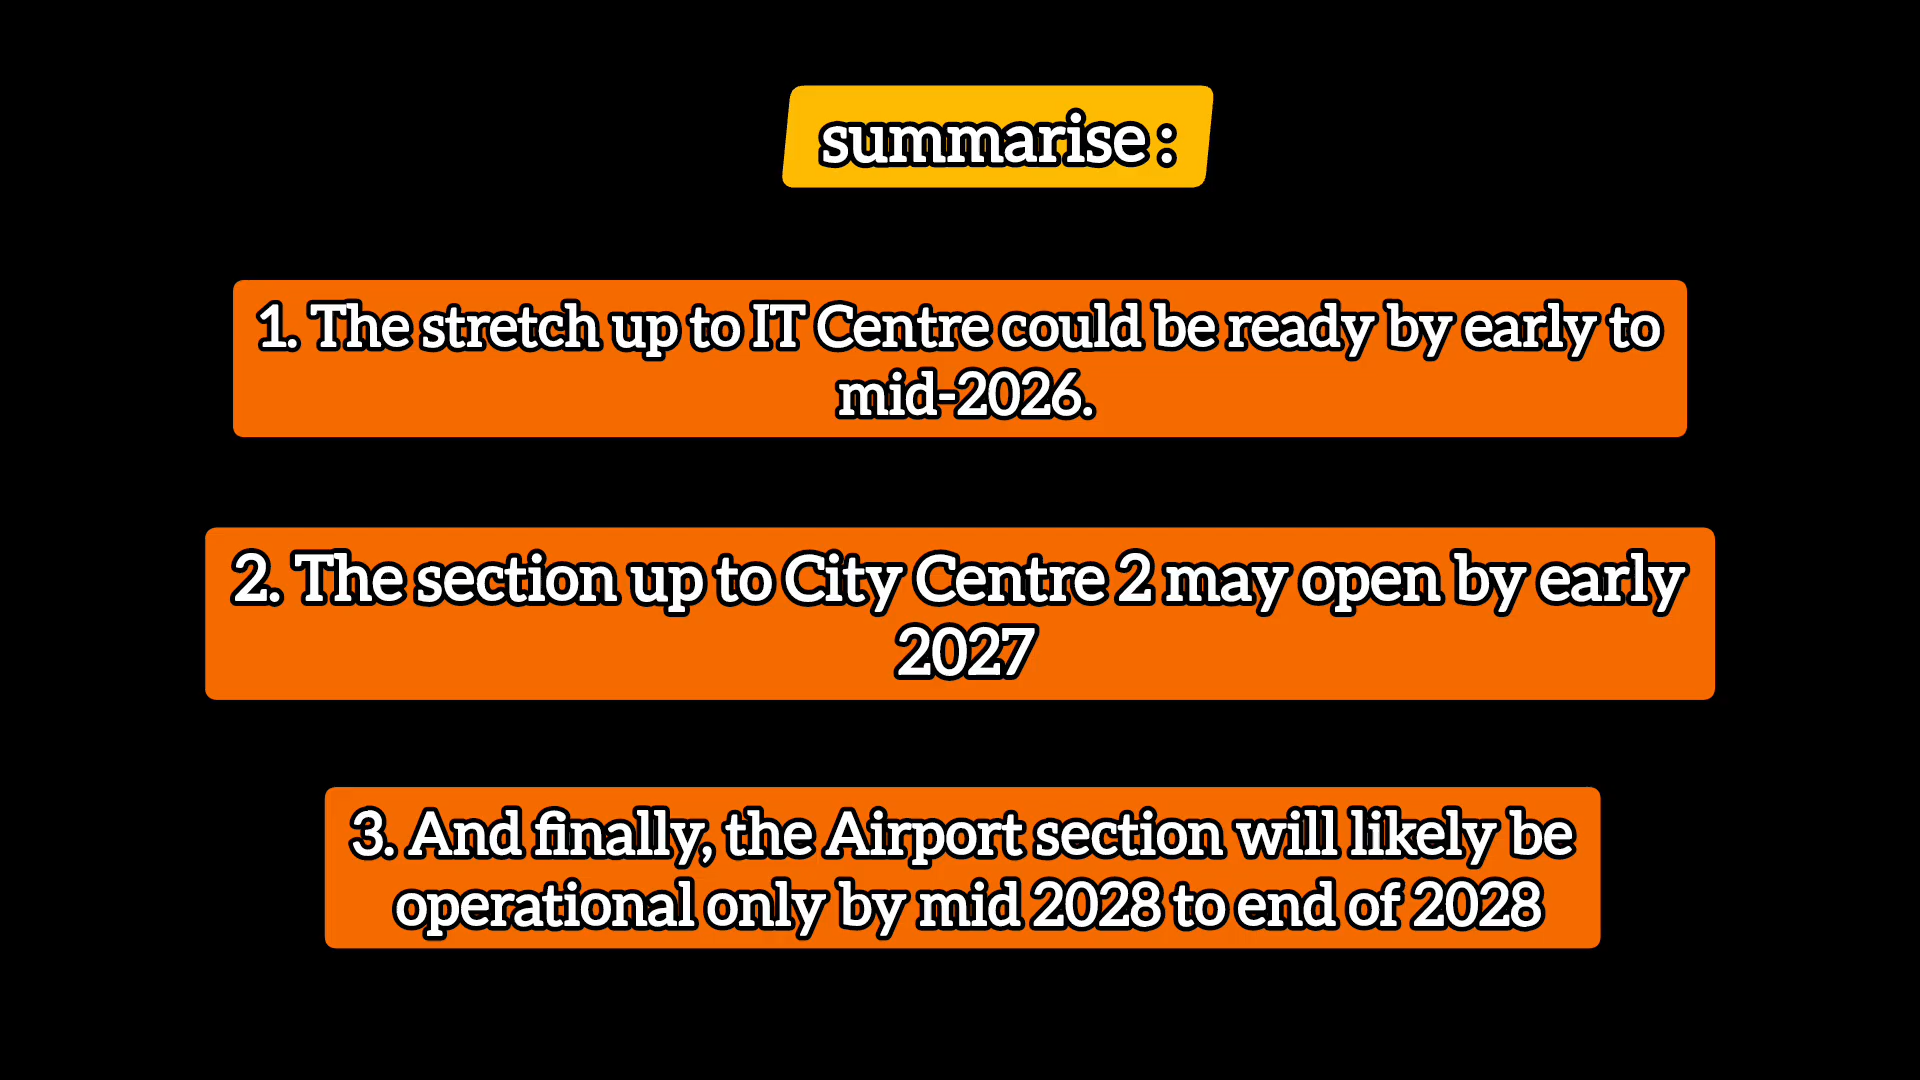 summarise :
1. The stretch up to IT Centre could be ready by early to
mid-2026.
2. The section up to City Centre 2 may open by early
2027
3. And finally, the Airport section will likely be
operational only by mid 2028 to end of 2028